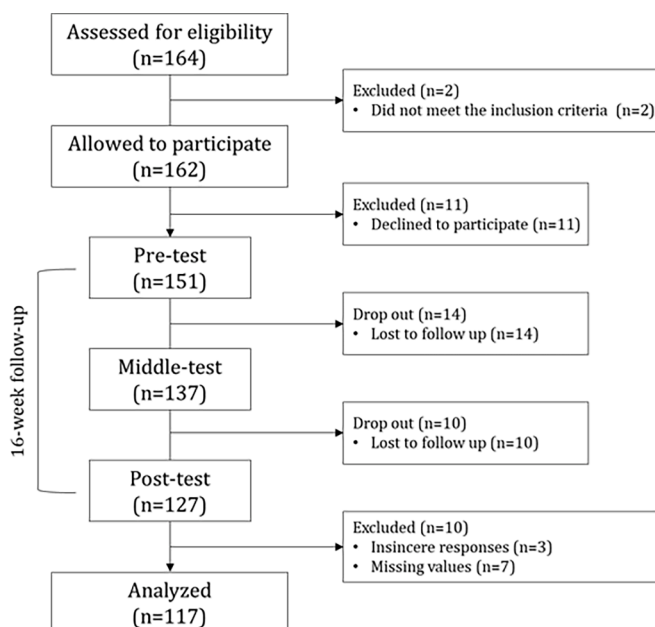 Assessed for eligibility
(n=164)
Excluded (n=2)
• Did not meet the inclusion criteria (n=2)
Allowed to participate
(n=162)
Excluded (n=11)
• Declined to participate (n=11)
Pre-test
(n=151)
16-week follow-up
Drop out (n=14)
• Lost to follow up (n=14)
Middle-test
(n=137)
Drop out (n=10)
• Lost to follow up (n=10)
Post-test
(n=127)
Excluded (n=10)
• Insincere responses (n=3)
• Missing values (n=7)
Analyzed
(n=117)